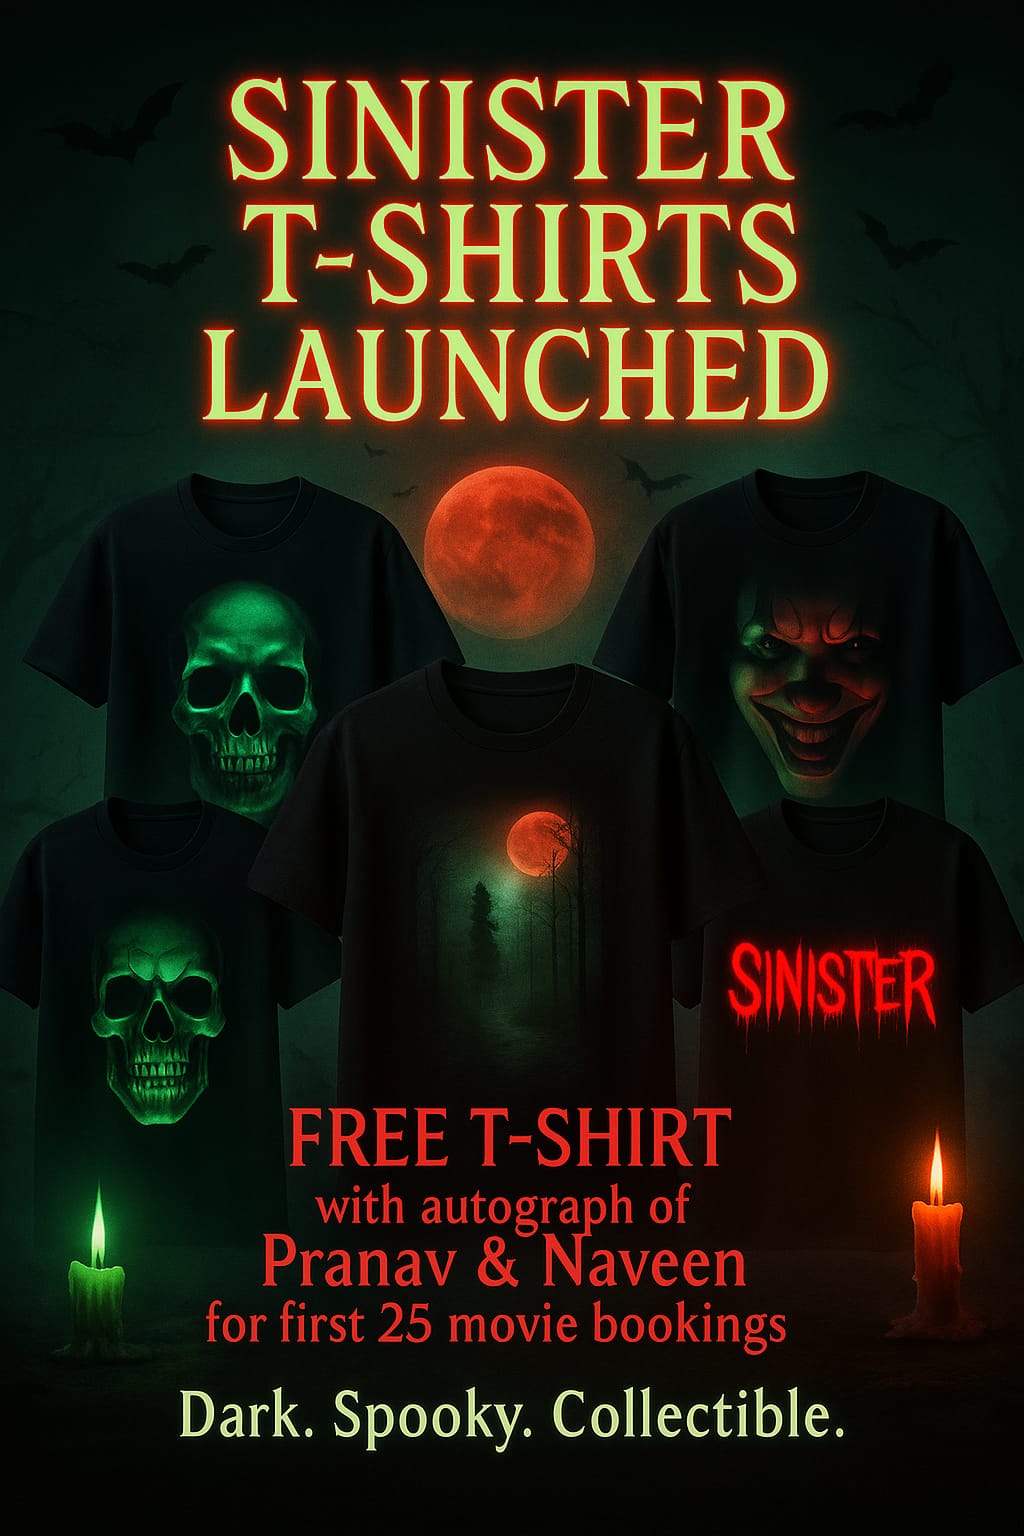 SINISTER
T-SHIRTS
LAUNCHED
SINISTER
FREE T-SHIRT
with autograph of
Pranav & Naveen
for first 25 movie bookings
Dark. Spooky. Collectible.